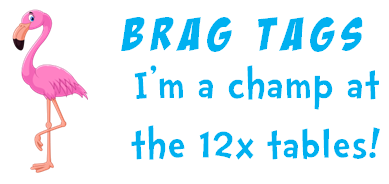 BRAG TAGS
I'm a champ at
the 12x tables!